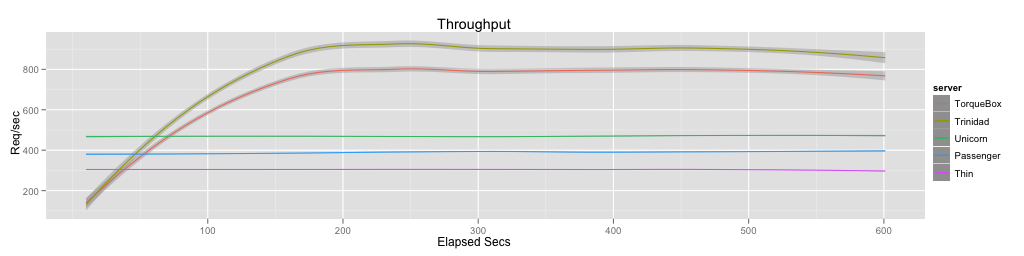 Throughput
Req/sec
800
600
400
200
100
200
300
400
500
600
Elapsed Secs
server
TorqueBox
Trinidad
Unicorn
Passenger
Thin